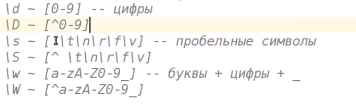 \d ~ [0-9] -- цифры
\D ~ [^0-9]
\s ~ [ \t\n\r\f\v] -- пробельные символы
\S ~ [^ \t\n\r\f\v]
\w ~ [a-zA-Z0-9_] -- буквы + цифры + _
\W ~ [^a-zA-Z0-9_]